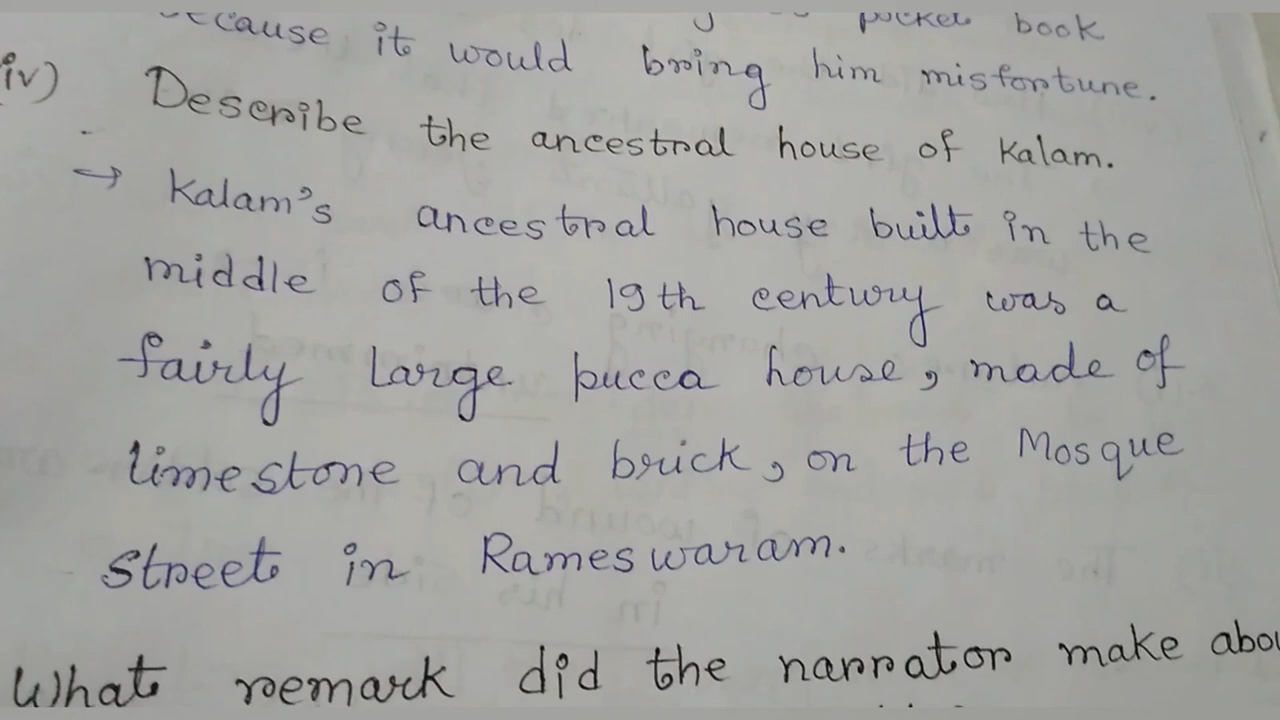 pocket book
because it would bring him misfortune.
iv) Describe the ancestral house of Kalam.
→ Kalam's ancestral house built in the
middle of the 19th century was a
fairly large pucca house, made of
limestone and brick, on the Mosque
Street in Rameswaram.
What remark did the narrator make